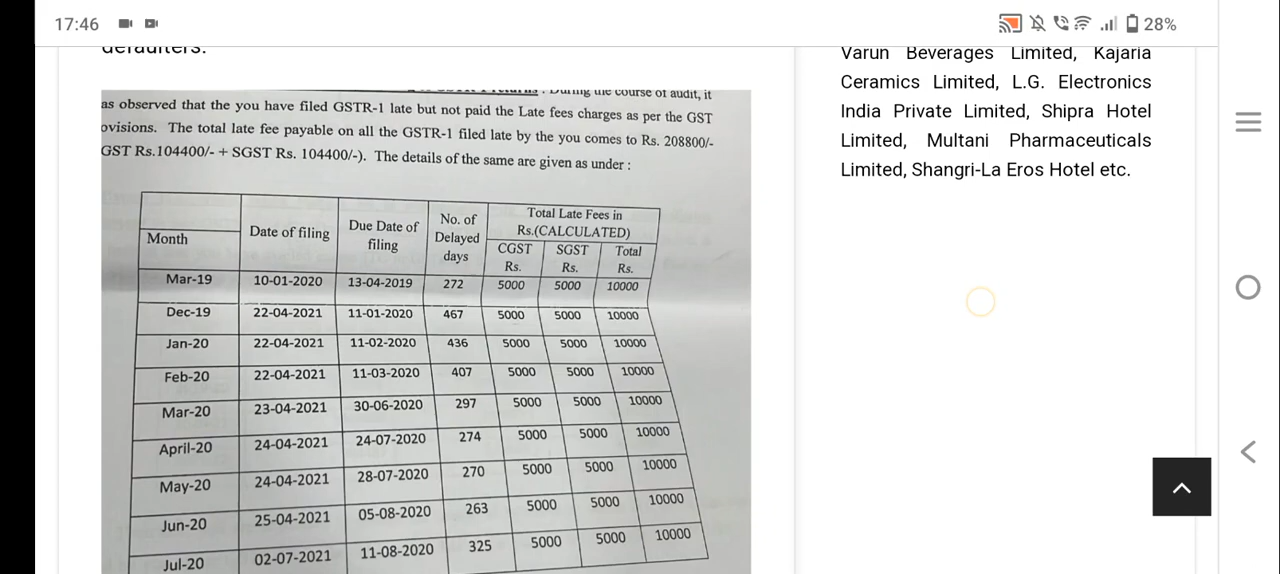 17:46
28%
defaulters.
. During the course of audit, it
as observed that the you have filed GSTR-1 late but not paid the Late fees charges as per the GST
ovisions. The total late fee payable on all the GSTR-1 filed late by the you comes to Rs. 208800/-
GST Rs.104400/- + SGST Rs. 104400/-). The details of the same are given as under :
Month Date of filing Due Date of filing No. of Delayed days Total Late Fees in Rs.(CALCULATED)
CGST Rs. SGST Rs. Total Rs.
Mar-19 10-01-2020 13-04-2019 272 5000 5000 10000
Dec-19 22-04-2021 11-01-2020 467 5000 5000 10000
Jan-20 22-04-2021 11-02-2020 436 5000 5000 10000
Feb-20 22-04-2021 11-03-2020 407 5000 5000 10000
Mar-20 23-04-2021 30-06-2020 297 5000 5000 10000
April-20 24-04-2021 24-07-2020 274 5000 5000 10000
May-20 24-04-2021 28-07-2020 270 5000 5000 10000
Jun-20 25-04-2021 05-08-2020 263 5000 5000 10000
Jul-20 02-07-2021 11-08-2020 325 5000 5000 10000
Varun Beverages Limited, Kajaria
Ceramics Limited, L.G. Electronics
India Private Limited, Shipra Hotel
Limited, Multani Pharmaceuticals
Limited, Shangri-La Eros Hotel etc.